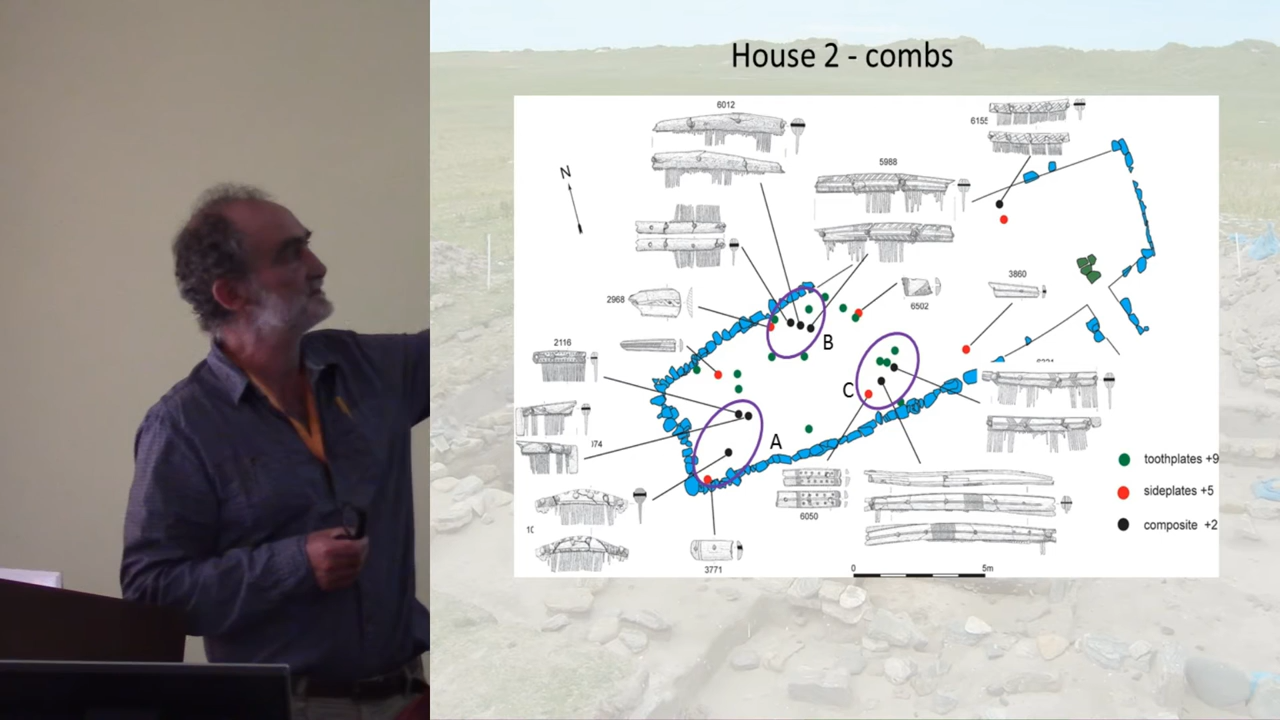 House 2 - combs
6012
6155
N
5988
2968
6502
3860
2116
B
C
A
6050
3771
toothplates +9
sideplates +5
composite +2
0 5m